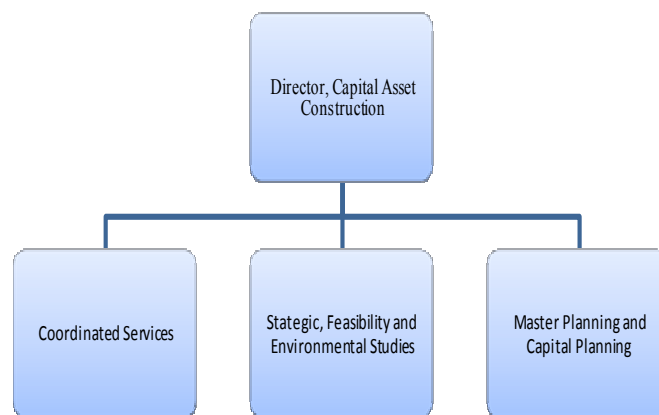 Director, Capital Asset
Construction
Coordinated Services
Stategic, Feasibility and
Environmental Studies
Master Planning and
Capital Planning